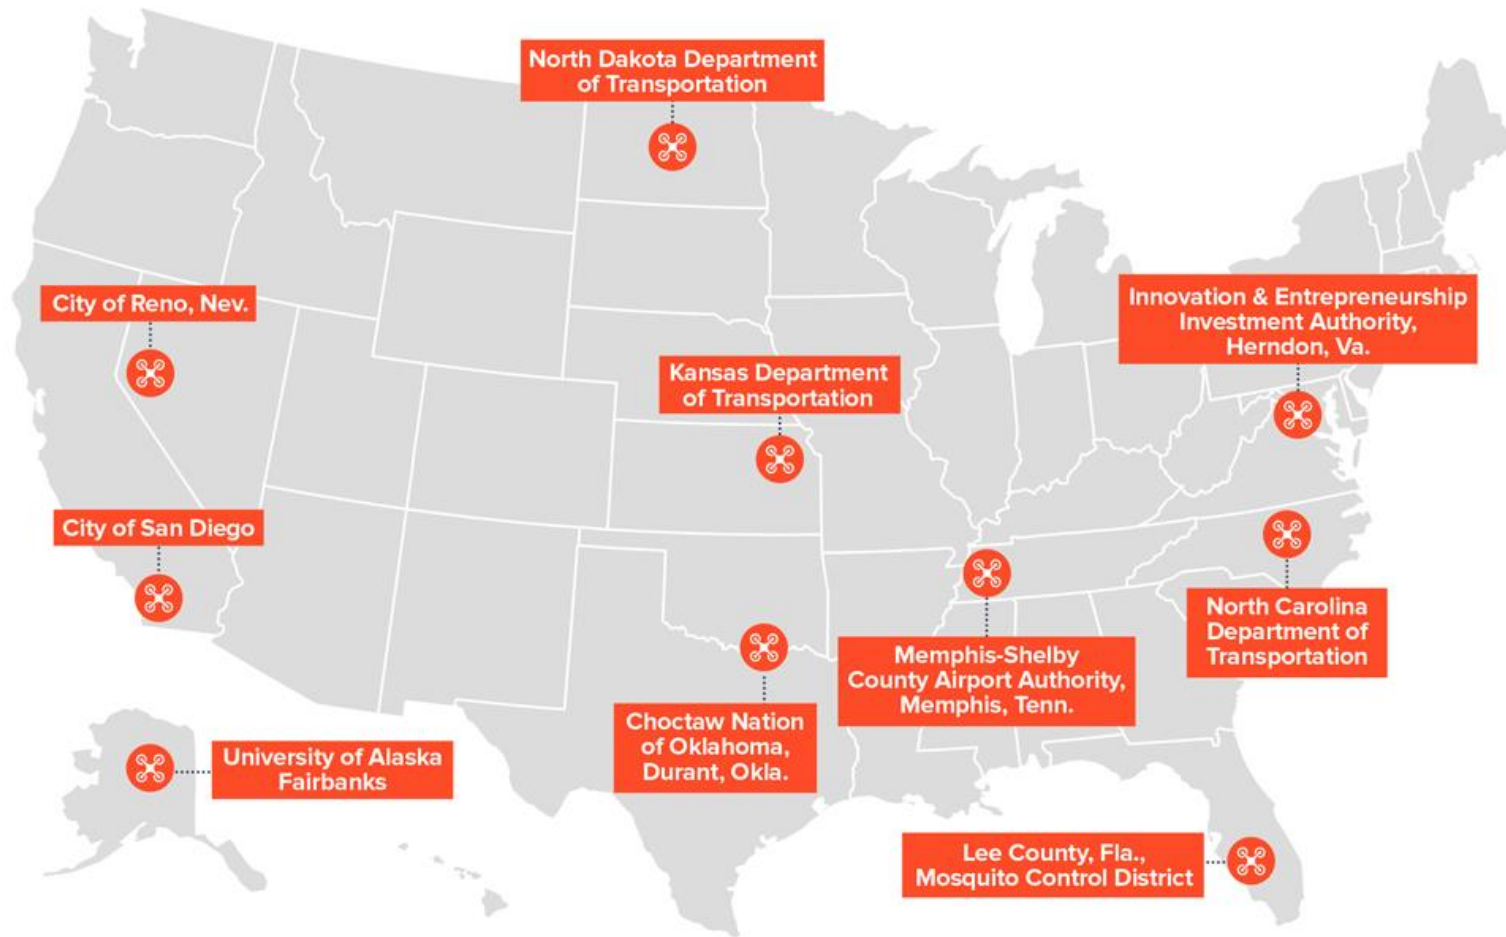 North Dakota Department
of Transportation
City of Reno, Nev.
Innovation & Entrepreneurship
Investment Authority,
Herndon, Va.
Kansas Department
of Transportation
City of San Diego
North Carolina
Department of
Transportation
Memphis-Shelby
County Airport Authority,
Memphis, Tenn.
Choctaw Nation
of Oklahoma,
Durant, Okla.
University of Alaska
Fairbanks
Lee County, Fla.,
Mosquito Control District